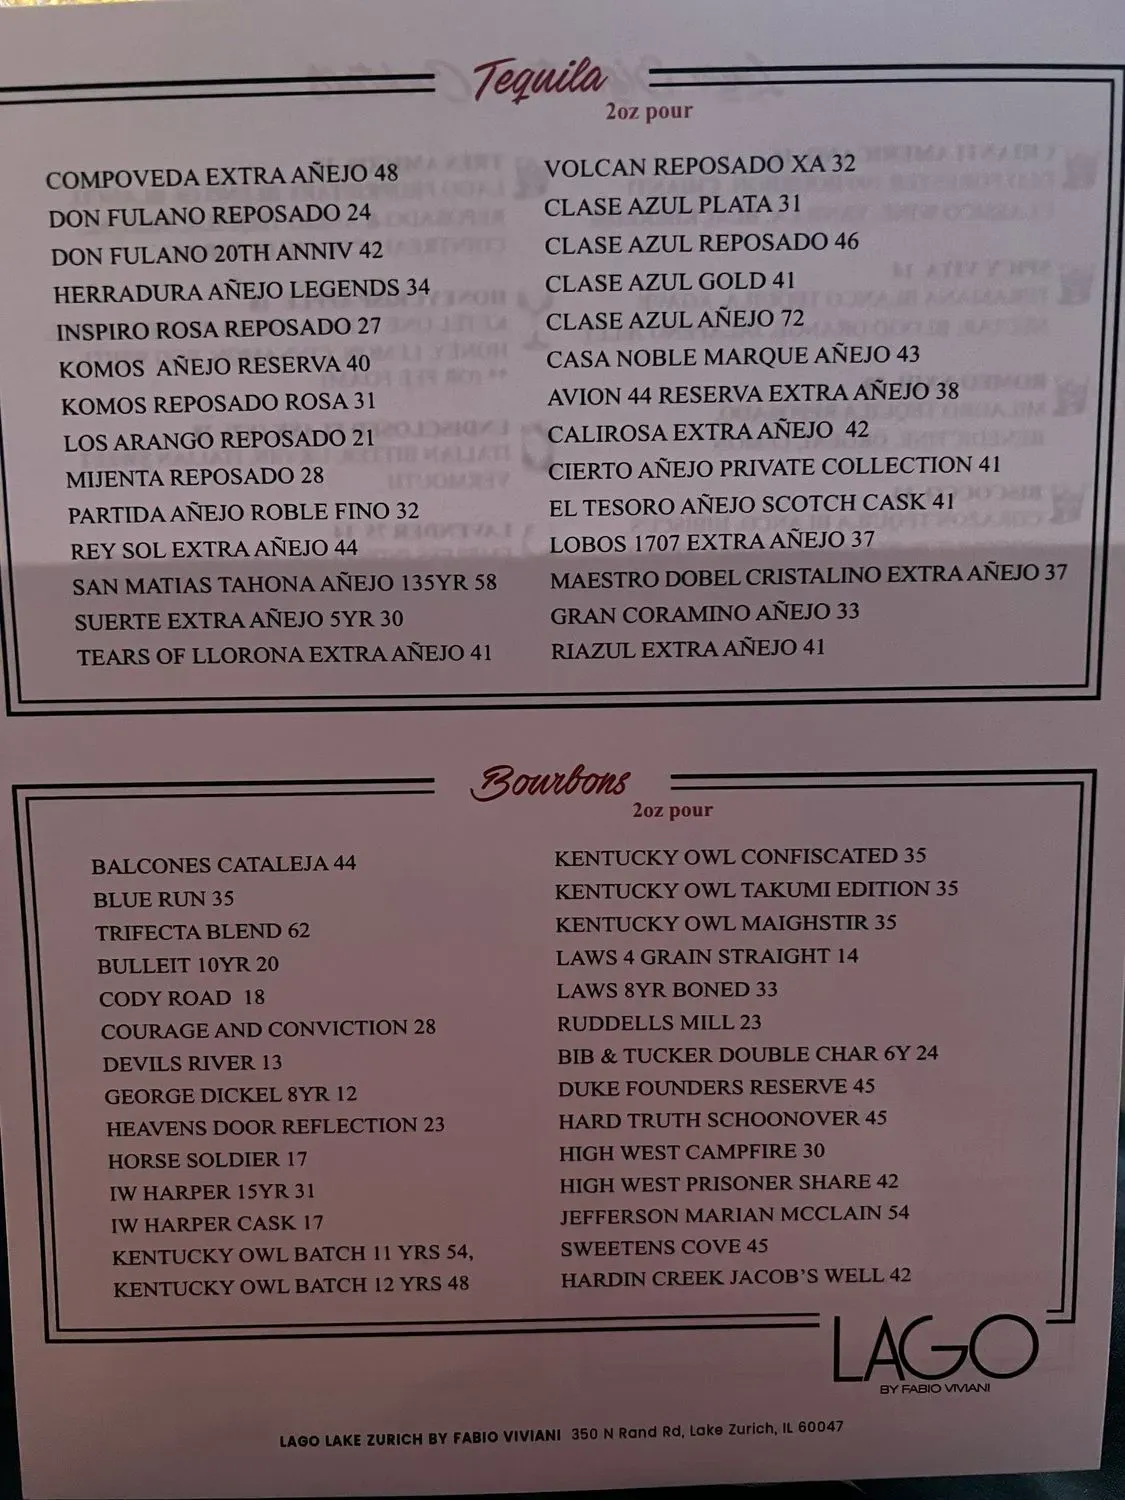 Tequila
2oz pour
COMPOVEDA EXTRA AÑEJO 48
DON FULANO REPOSADO 24
DON FULANO 20TH ANNIV 42
HERRADURA AÑEJO LEGENDS 34
INSPIRO ROSA REPOSADO 27
KOMOS AÑEJO RESERVA 40
KOMOS REPOSADO ROSA 31
LOS ARANGO REPOSADO 21
MIJENTA REPOSADO 28
PARTIDA AÑEJO ROBLE FINO 32
REY SOL EXTRA AÑEJO 44
SAN MATIAS TAHONA AÑEJO 135YR 58
SUERTE EXTRA AÑEJO 5YR 30
TEARS OF LLORONA EXTRA AÑEJO 41
VOLCAN REPOSADO XA 32
CLASE AZUL PLATA 31
CLASE AZUL REPOSADO 46
CLASE AZUL GOLD 41
CLASE AZUL AÑEJO 72
CASA NOBLE MARQUE AÑEJO 43
AVION 44 RESERVA EXTRA AÑEJO 38
CALIROSA EXTRA AÑEJO 42
CIERTO AÑEJO PRIVATE COLLECTION 41
EL TESORO AÑEJO SCOTCH CASK 41
LOBOS 1707 EXTRA AÑEJO 37
MAESTRO DOBEL CRISTALINO EXTRA AÑEJO 37
GRAN CORAMINO AÑEJO 33
RIAZUL EXTRA AÑEJO 41
Bourbons
2oz pour
BALCONES CATALEJA 44
BLUE RUN 35
TRIFECTA BLEND 62
BULLEIT 10YR 20
CODY ROAD 18
COURAGE AND CONVICTION 28
DEVILS RIVER 13
GEORGE DICKEL 8YR 12
HEAVENS DOOR REFLECTION 23
HORSE SOLDIER 17
IW HARPER 15YR 31
IW HARPER CASK 17
KENTUCKY OWL BATCH 11 YRS 54,
KENTUCKY OWL BATCH 12 YRS 48
KENTUCKY OWL CONFISCATED 35
KENTUCKY OWL TAKUMI EDITION 35
KENTUCKY OWL MAIGHSTIR 35
LAWS 4 GRAIN STRAIGHT 14
LAWS 8YR BONED 33
RUDDELLS MILL 23
BIB & TUCKER DOUBLE CHAR 6Y 24
DUKE FOUNDERS RESERVE 45
HARD TRUTH SCHOONOVER 45
HIGH WEST CAMPFIRE 30
HIGH WEST PRISONER SHARE 42
JEFFERSON MARIAN MCCLAIN 54
SWEETENS COVE 45
HARDIN CREEK JACOB'S WELL 42
LAGO
BY FABIO VIVIANI
LAGO LAKE ZURICH BY FABIO VIVIANI 350 N Rand Rd, Lake Zurich, IL 60047